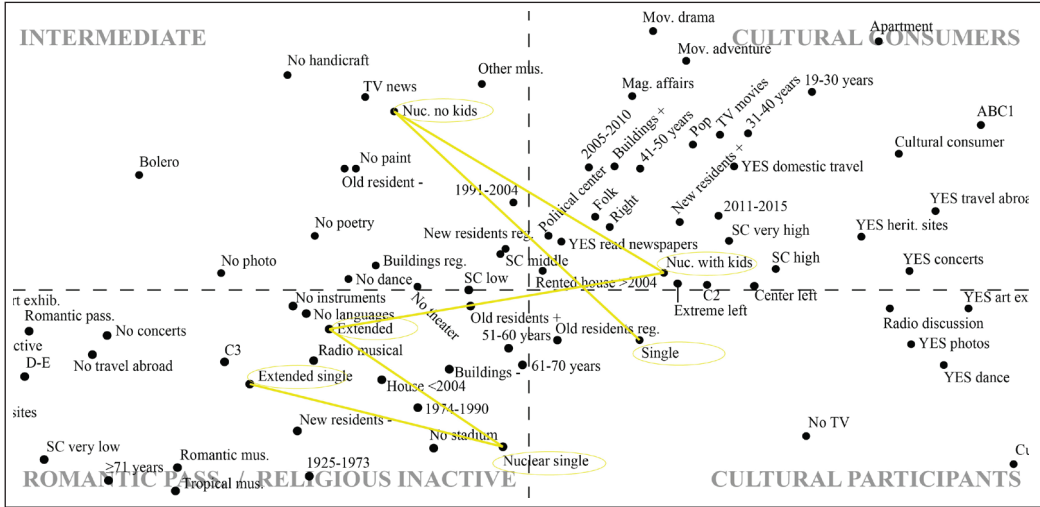 INTERMEDIATE
CULTURAL CONSUMERS
Mov. drama
Apartment
Mov. adventure
No handicraft
Other mus.
TV news
Mag. affairs
19-30 years
Nuc. no kids
ABC1
2005-2010
Buildings +
41-50 years
Pop
TV movies
31-40 years
Cultural consumer
Bolero
No paint
Old resident -
YES domestic travel
1991-2004
Political center
Folk
Right
New residents +
2011-2015
YES travel abroa
No poetry
New residents reg.
YES read newspapers
SC very high
YES herit. sites
SC middle
Nuc. with kids
SC high
YES concerts
No photo
Buildings reg.
No dance
SC low
Rented house >2004
No theater
C2
Center left
Extreme left
rt exhib.
No instruments
No languages
YES art ex
Romantic pass.
No concerts
Extended
Old residents +
Old residents reg.
Radio discussion
ctive
51-60 years
C3
Radio musical
Single
YES photos
D-E
No travel abroad
Extended single
Buildings -
61-70 years
YES dance
House <2004
1974-1990
sites
New residents -
No TV
SC very low
Romantic mus.
No stadium
Nuclear single
Cu
>71 years
1925-1973
ROMANTIC PASS. / RELIGIOUS INACTIVE
CULTURAL PARTICIPANTS
Tropical mus.